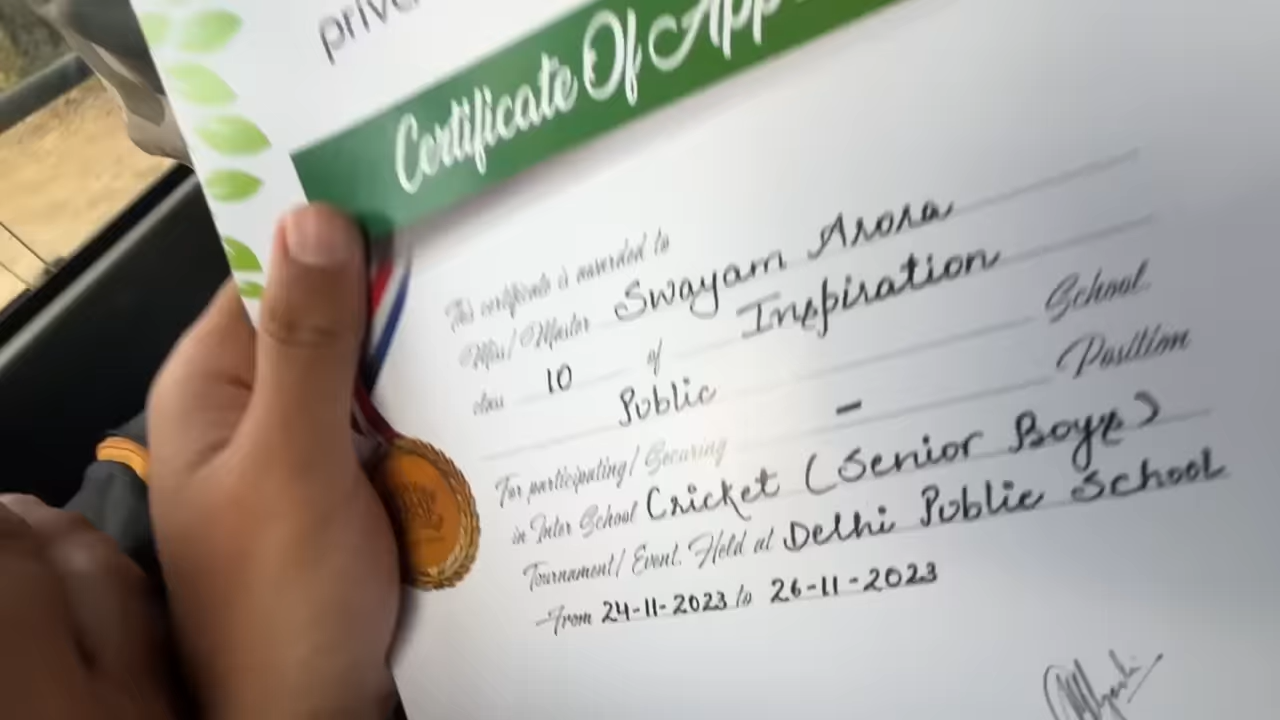 priv
Certificate Of App
This certificate is awarded to
Miss/ Master Swayam Arora
class 10 of Inspiration
Public School
For participating/ Securing - Position
in Inter School Cricket (Senior Boys)
Tournament/ Event. Held at Delhi Public School
From 24-11-2023 to 26-11-2023